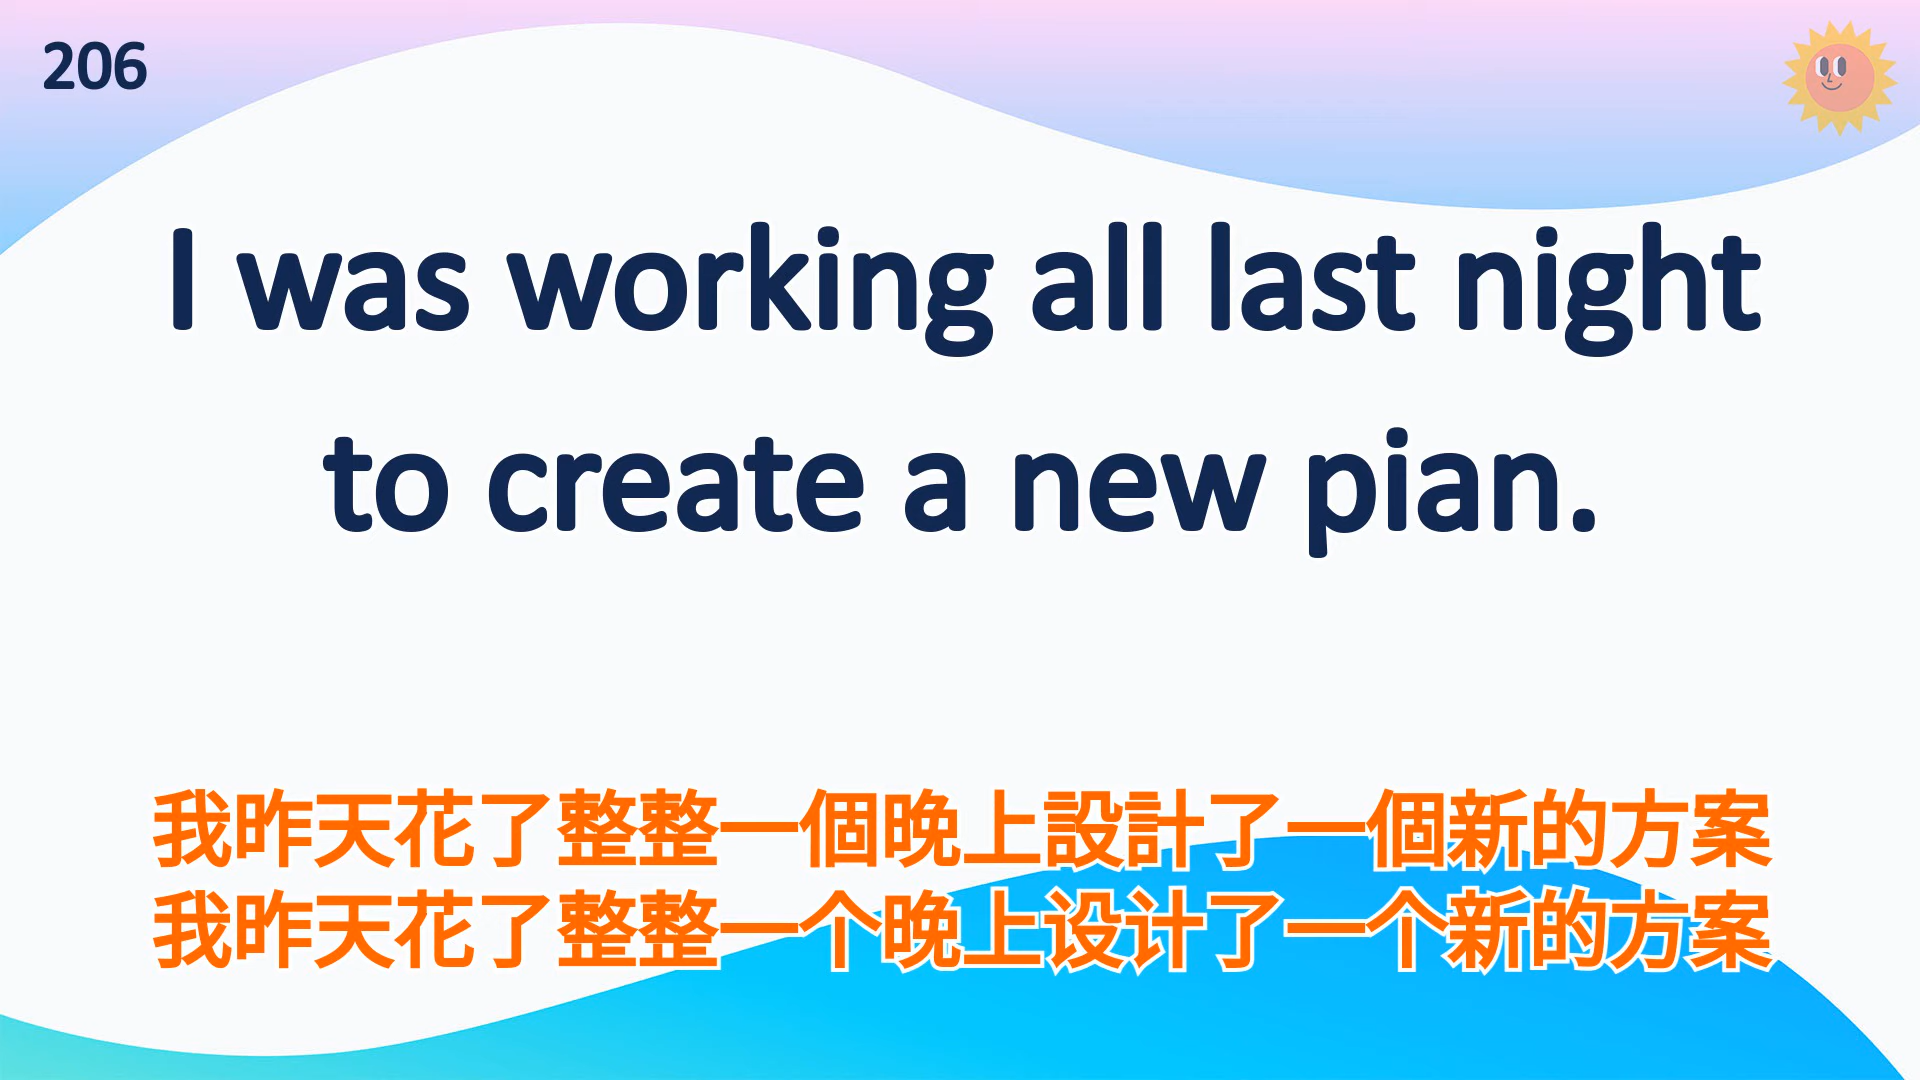 206
I was working all last night
to create a new pian.
我昨天花了整整一個晚上設計了一個新的方案
我昨天花了整整一个晚上设计了一个新的方案